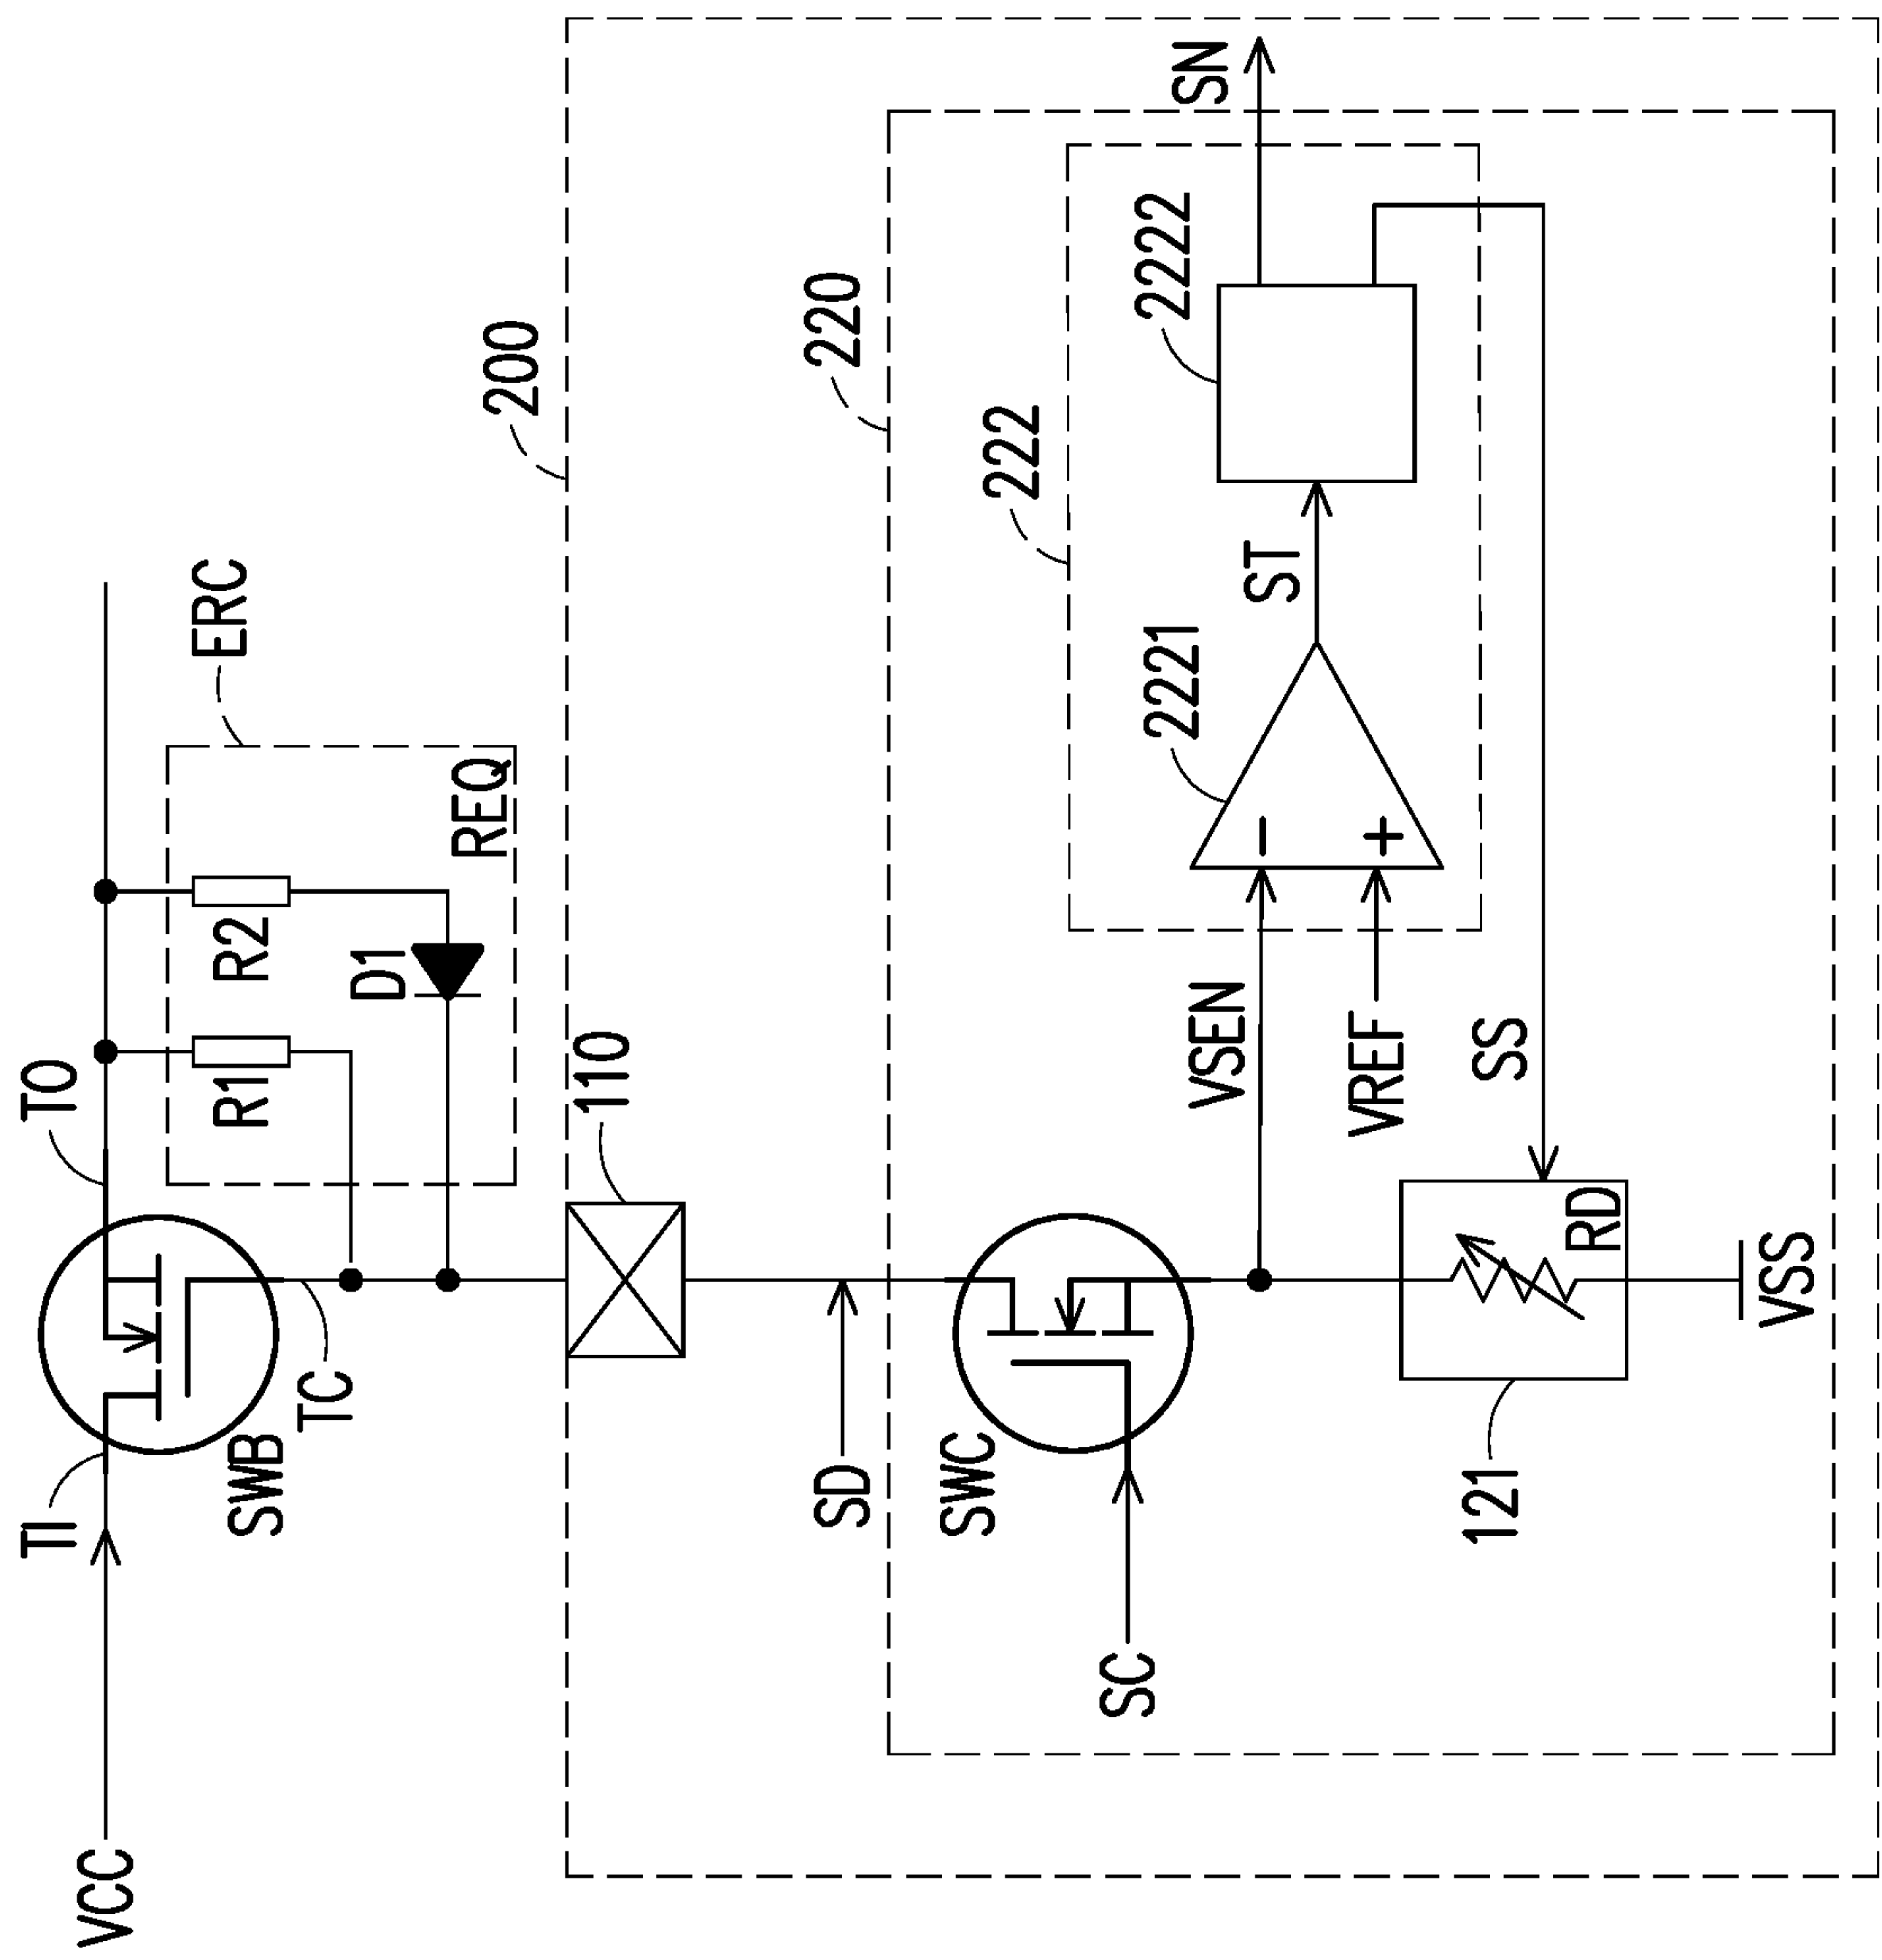 VCC
TI
TO
SWB
TC
R1
R2
D1
REQ
ERC
200
110
SD
220
SWC
SC
VSEN
VREF
222
2221
ST
2222
SN
SS
121
RD
VSS